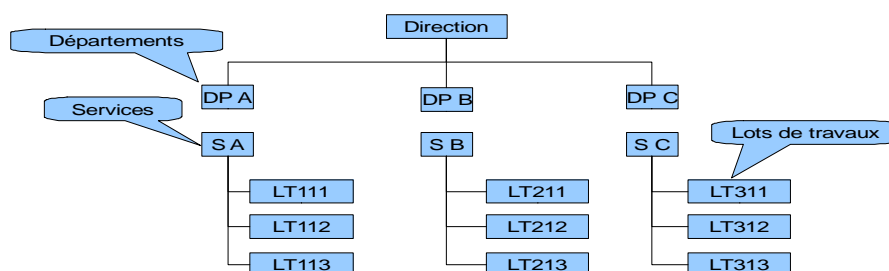 Direction
Départements
DP A
DP B
DP C
Services
Lots de travaux
S A
S B
S C
LT111
LT211
LT311
LT112
LT212
LT312
LT113
LT213
LT313